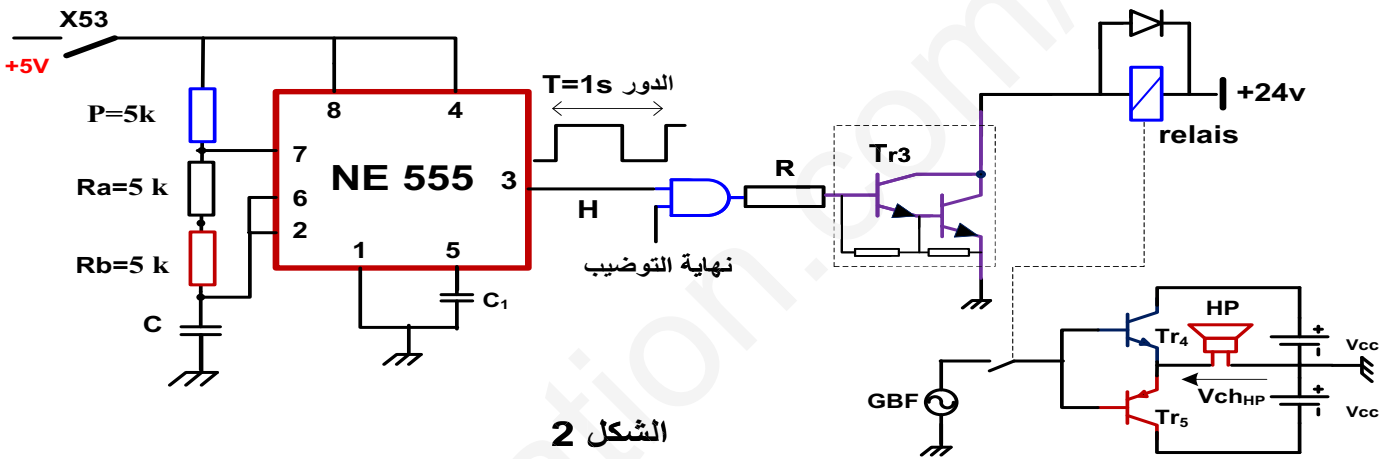 X53
+5V
P=5k
Ra=5 k
Rb=5 k
C
8
4
7
6
2
NE 555
3
1
5
C₁
الدور T=1s
H
نهاية التوضيب
R
Tr3
+24v
relais
GBF
Tr₄
Tr₅
HP
Vch_HP
+
-
Vcc
+
-
Vcc
الشكل 2